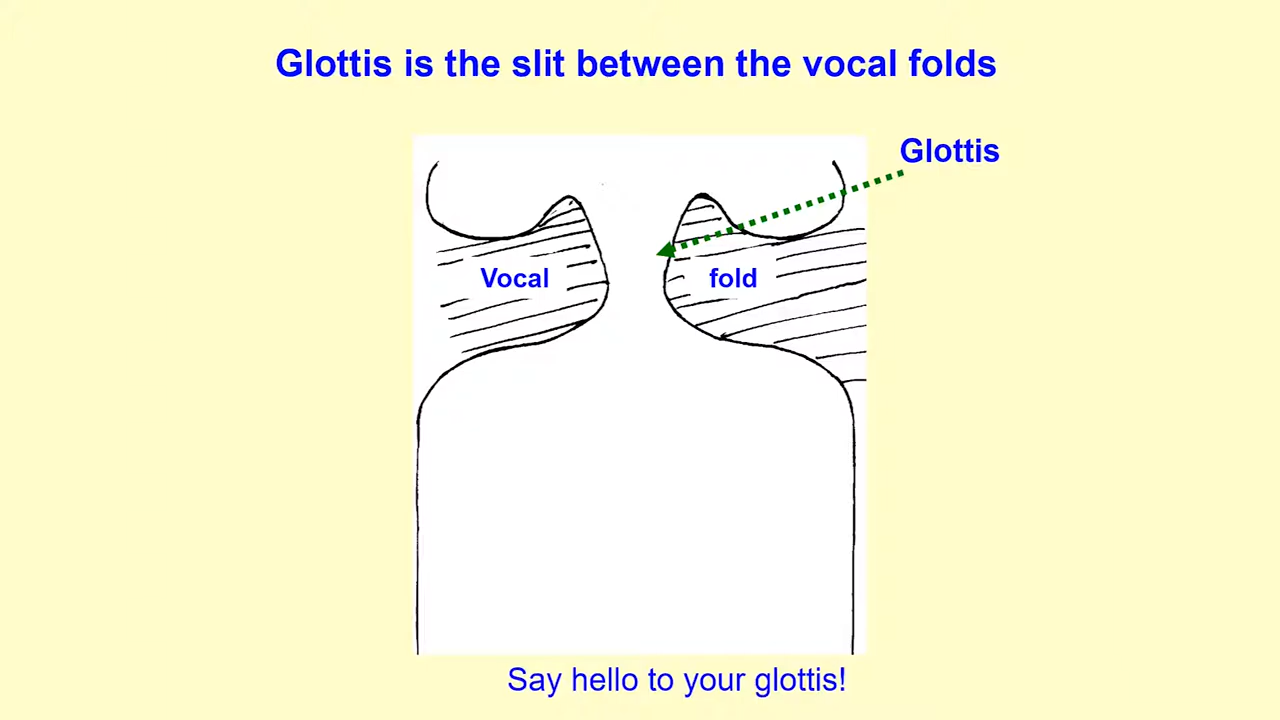 Glottis is the slit between the vocal folds
Glottis
Vocal fold
Say hello to your glottis!